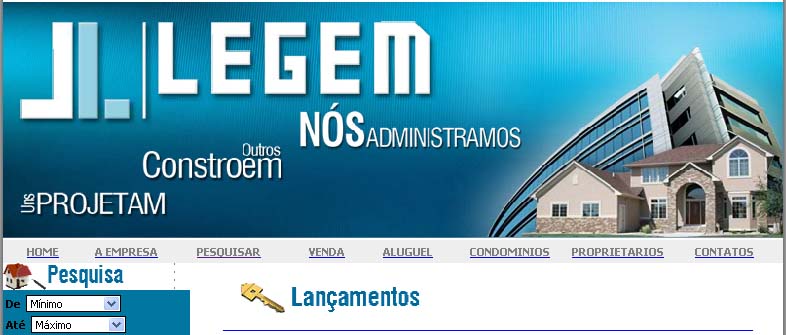 JL LEGEM
NÓS ADMINISTRAMOS
Outros
Constroem
Uns PROJETAM
HOME A EMPRESA PESQUISAR VENDA ALUGUEL CONDOMINIOS PROPRIETARIOS CONTATOS
Pesquisa
De Mínimo
Até Máximo
Lançamentos